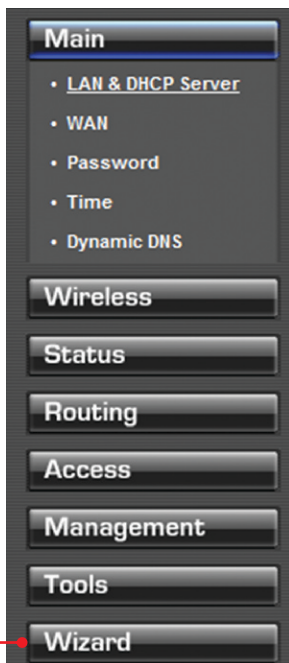 Main
• LAN & DHCP Server
• WAN
• Password
• Time
• Dynamic DNS
Wireless
Status
Routing
Access
Management
Tools
Wizard